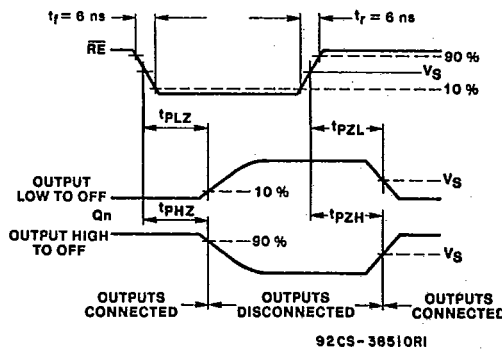 tf = 6 ns
tr = 6 ns
RE
90 %
VS
10 %
tPLZ
tPZL
OUTPUT
LOW TO OFF
10 %
VS
Qn
tPHZ
tPZH
OUTPUT HIGH
TO OFF
90 %
VS
OUTPUTS
CONNECTED
OUTPUTS
DISCONNECTED
OUTPUTS
CONNECTED
92CS-38510RI